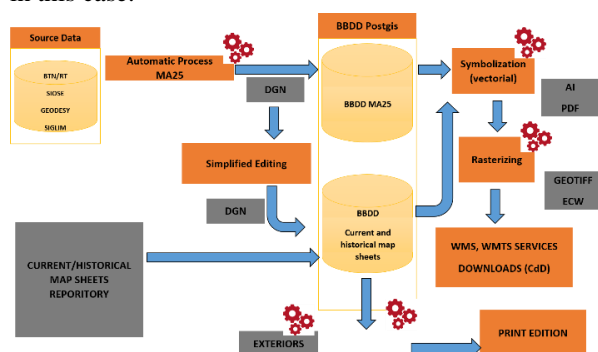 in this case.
Source Data
BTN/RT
SIOSE
GEODESY
SIGLIM
Automatic Process
MA25
DGN
Simplified Editing
DGN
CURRENT/HISTORICAL
MAP SHEETS
REPORITORY
BBDD Postgis
BBDD MA25
BBDD
Current and
historical map
sheets
EXTERIORS
Symbolization
(vectorial)
AI
PDF
Rasterizing
GEOTIFF
ECW
WMS, WMTS SERVICES
DOWNLOADS (CdD)
PRINT EDITION